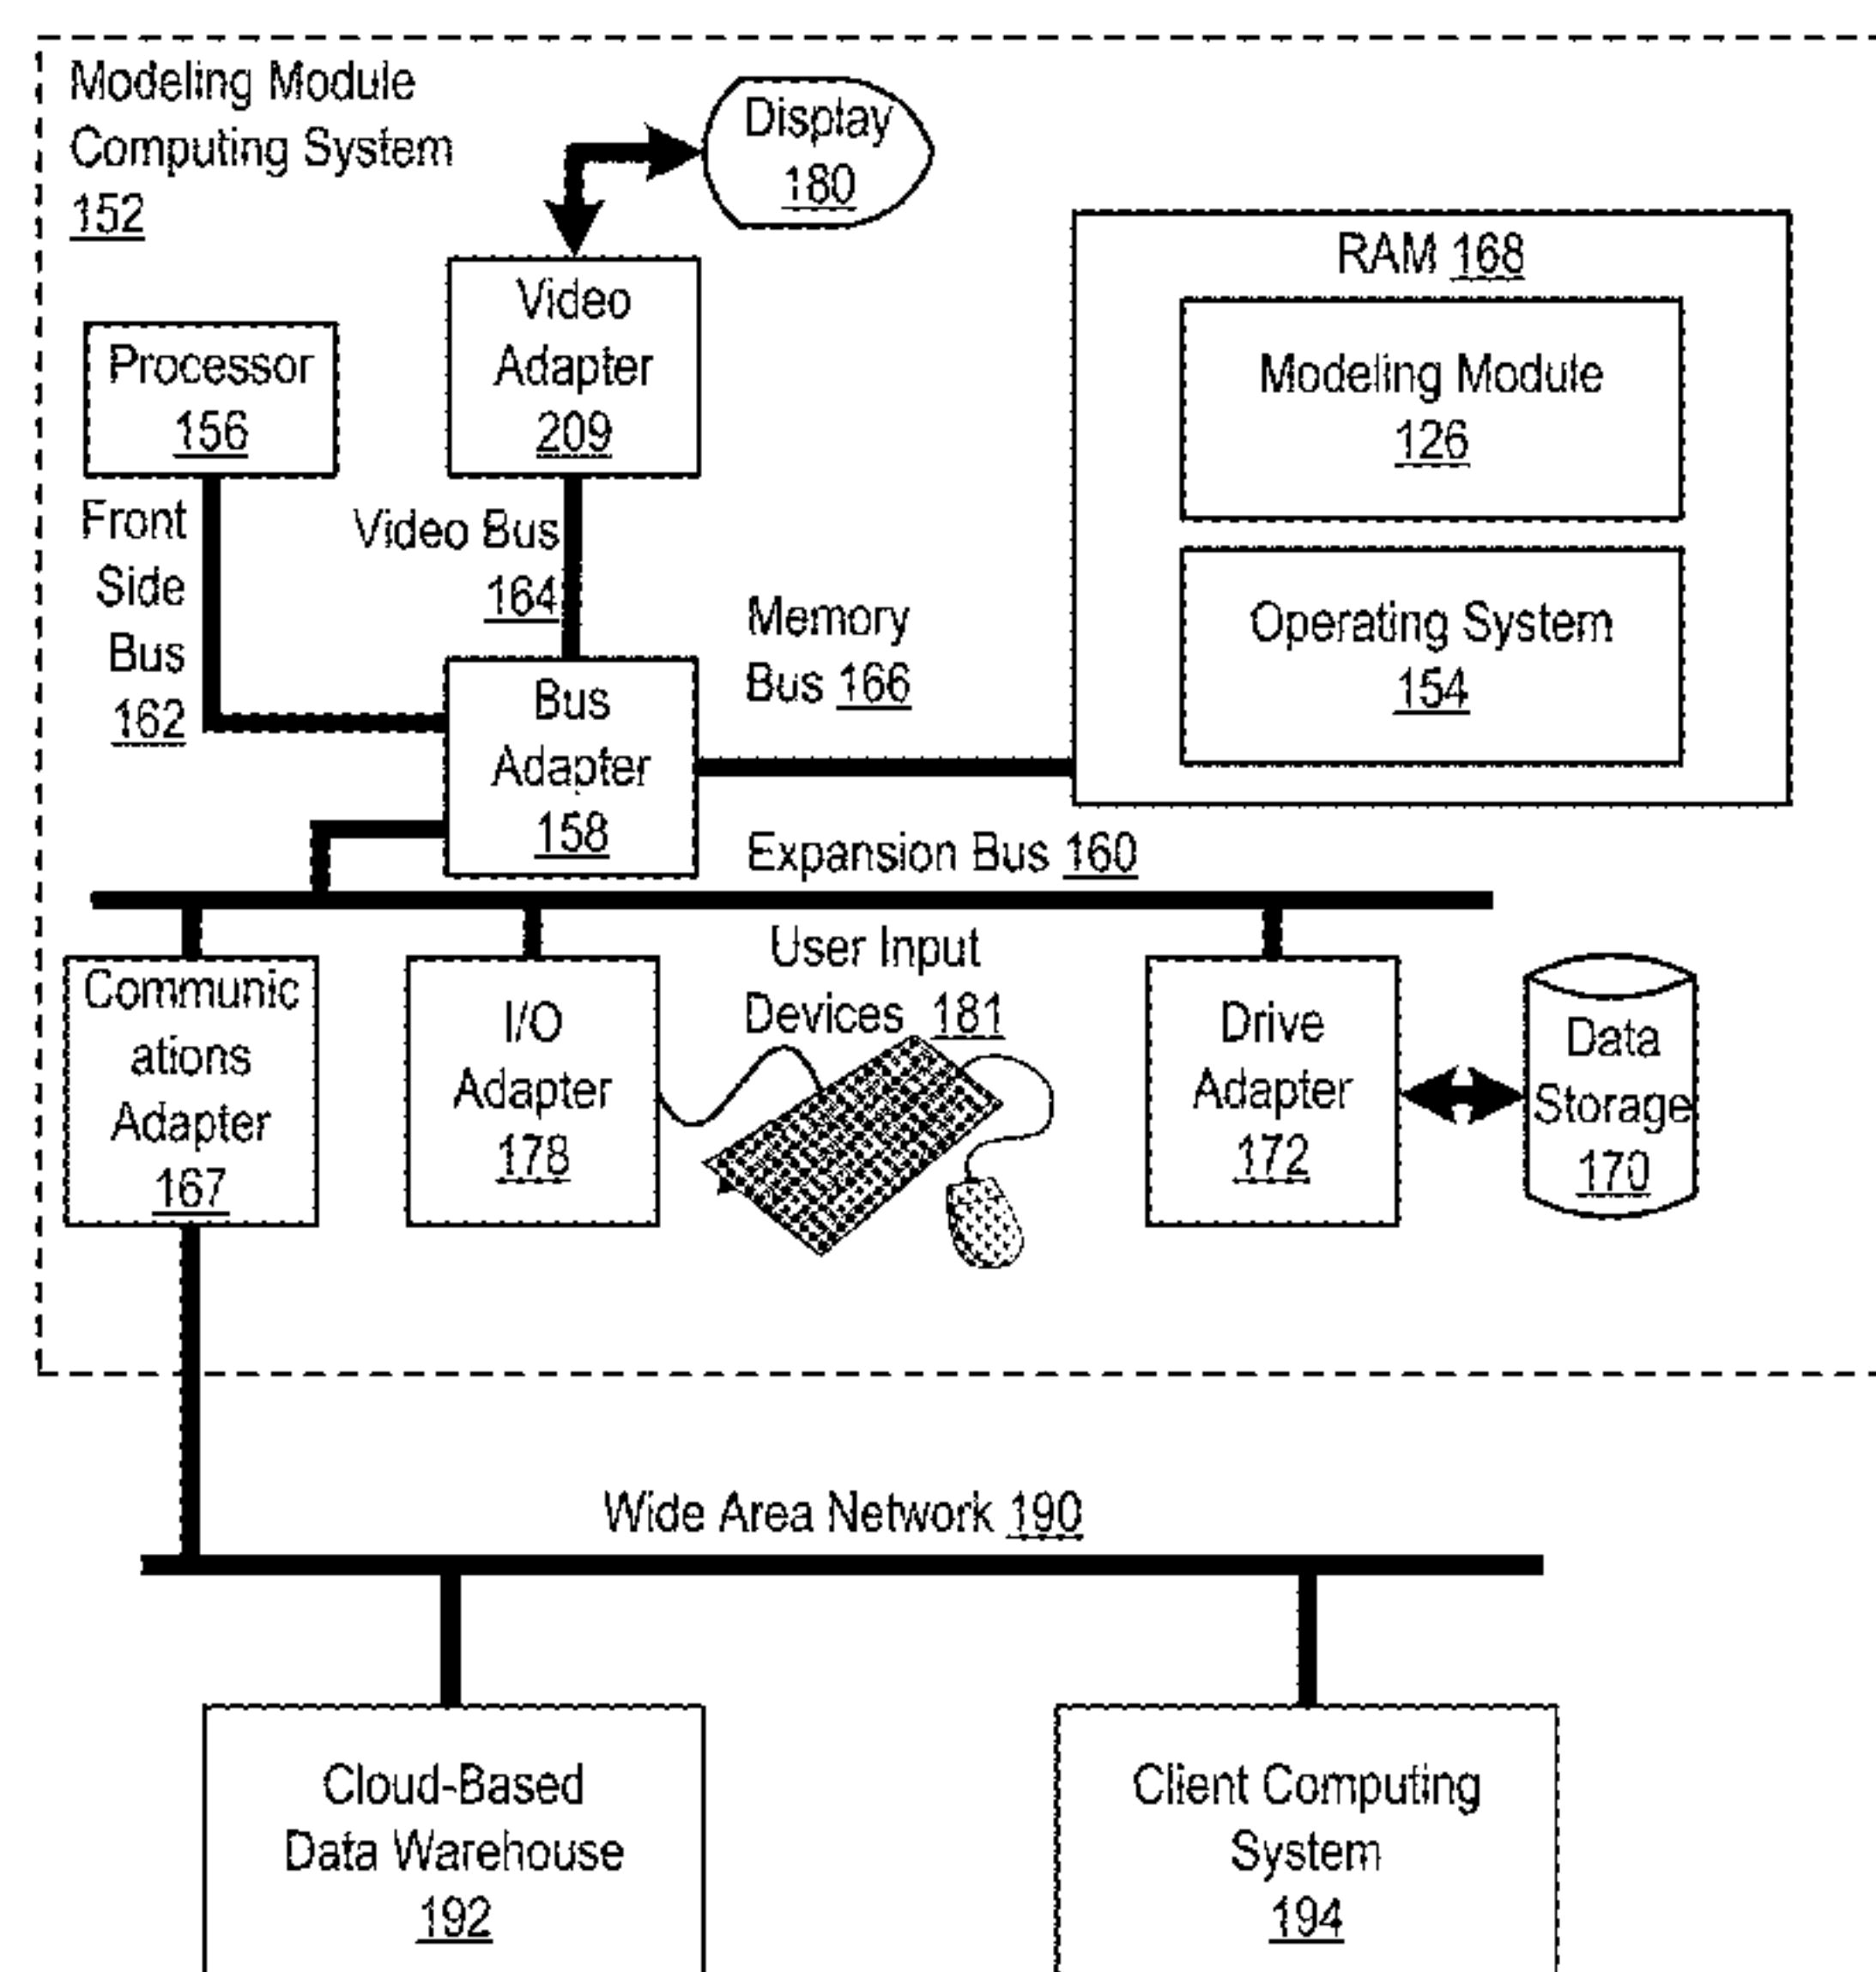 Modeling Module
Computing System
152
Display
180
Video
Adapter
209
RAM 168
Modeling Module
126
Operating System
154
Processor
156
Front
Side
Bus
162
Video Bus
164
Memory
Bus 166
Bus
Adapter
158
Expansion Bus 160
Communic
ations
Adapter
167
I/O
Adapter
178
User Input
Devices 181
Drive
Adapter
172
Data
Storage
170
Wide Area Network 190
Cloud-Based
Data Warehouse
192
Client Computing
System
194